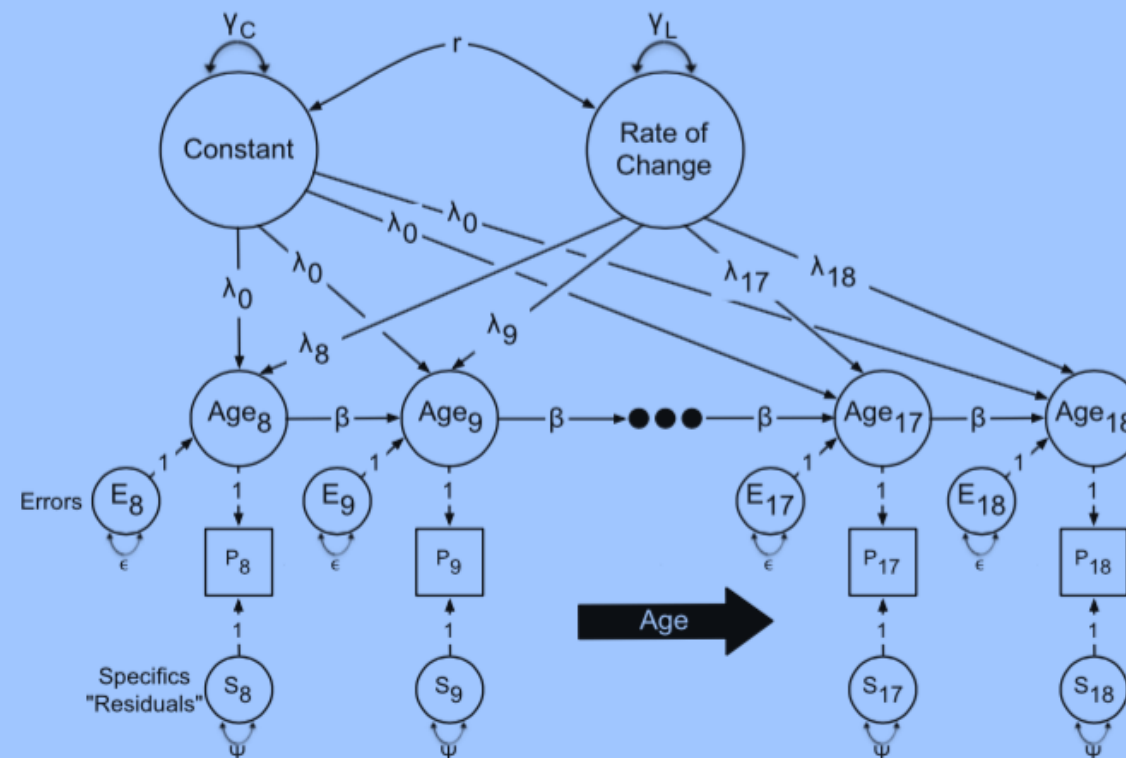 γC
r
γL
Constant
Rate of
Change
λ0
λ0
λ0
λ0
λ8
λ9
λ17
λ18
Age8
β
Age9
β
β
Age17
β
Age18
1
1
1
1
Errors
E8
E9
E17
E18
1
1
1
1
ϵ
ϵ
ϵ
ϵ
P8
P9
P17
P18
Age
1
1
1
1
Specifics
"Residuals"
S8
S9
S17
S18
Ψ
Ψ
Ψ
Ψ